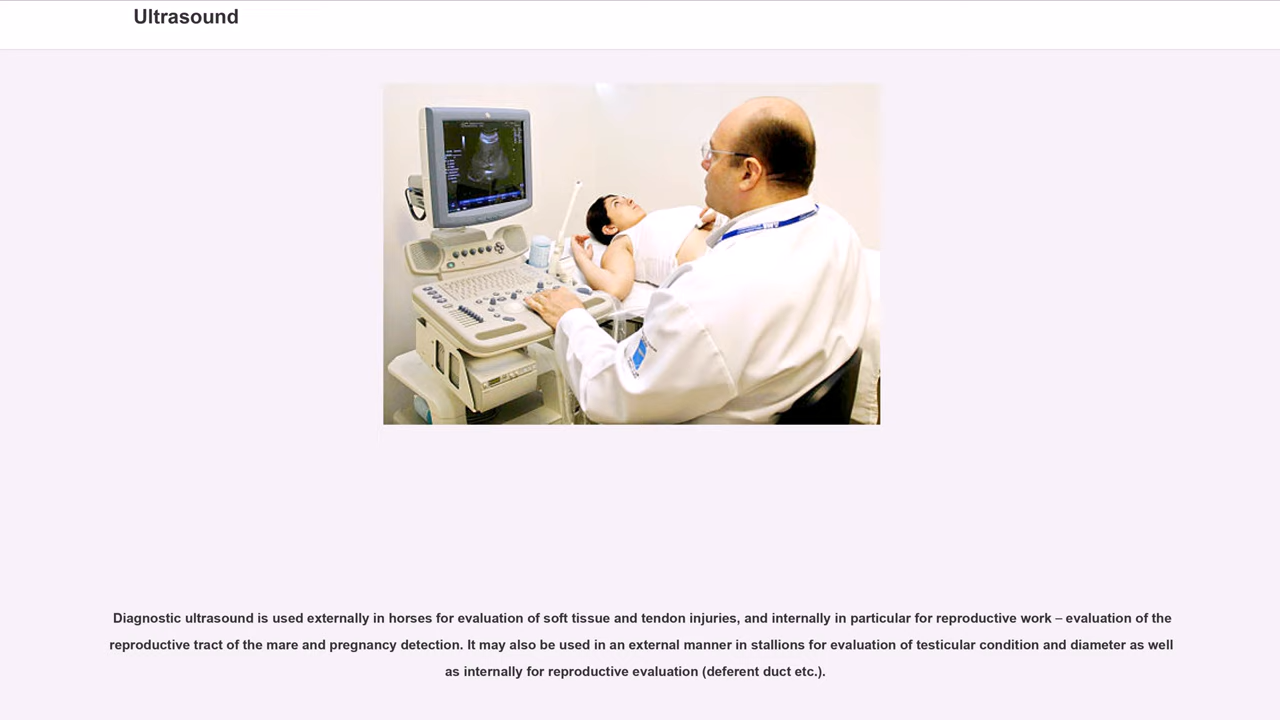 Ultrasound
Diagnostic ultrasound is used externally in horses for evaluation of soft tissue and tendon injuries, and internally in particular for reproductive work – evaluation of the
reproductive tract of the mare and pregnancy detection. It may also be used in an external manner in stallions for evaluation of testicular condition and diameter as well
as internally for reproductive evaluation (deferent duct etc.).